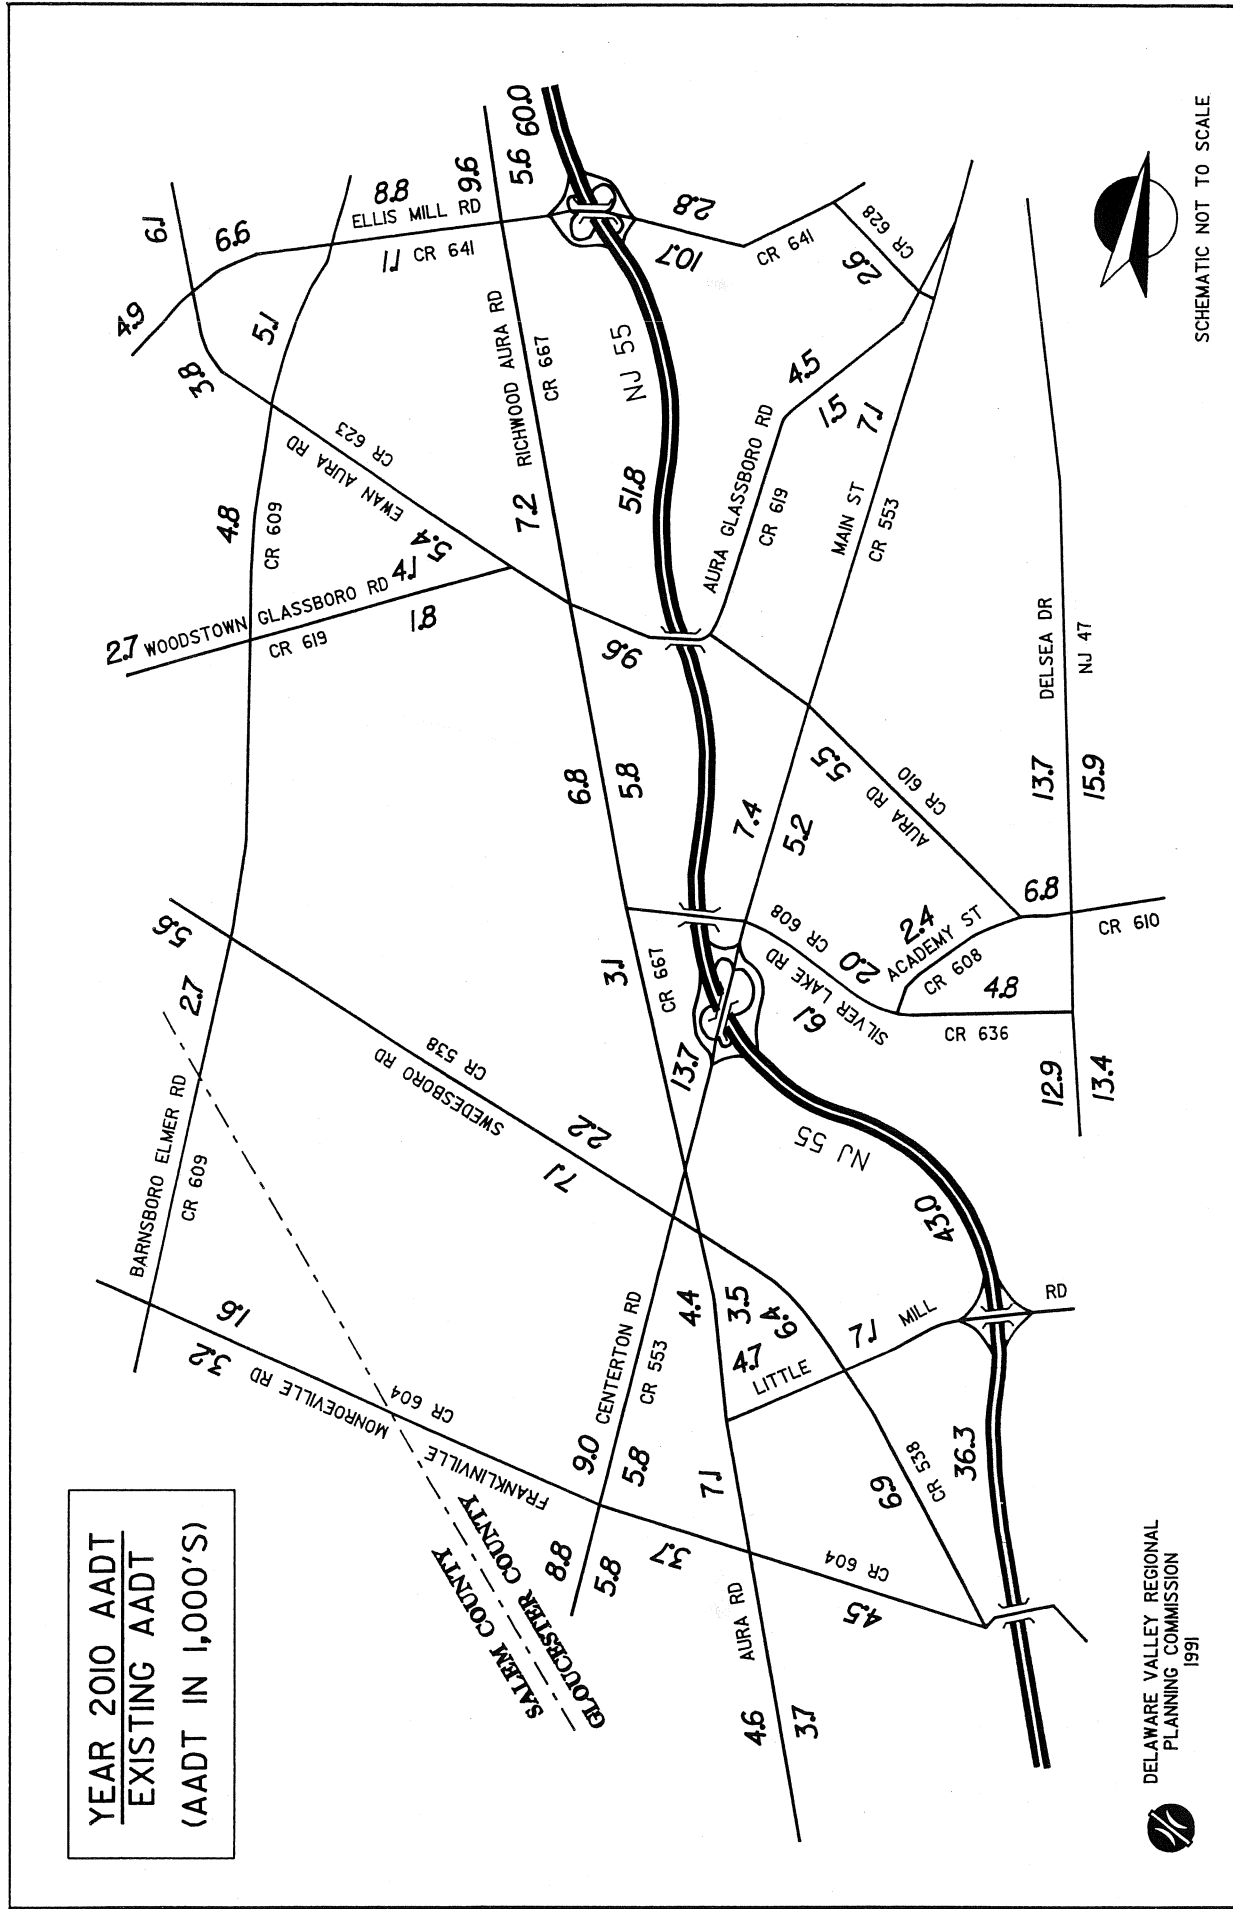 YEAR 2010 AADT
EXISTING AADT
(AADT IN 1,000'S)
SCHEMATIC NOT TO SCALE
DELAWARE VALLEY REGIONAL
PLANNING COMMISSION
1991
SALEM COUNTY
GLOUCESTER COUNTY
BARNSBORO ELMER RD
CR 609
2.7
4.8
CR 609
5.1
FRANKLINVILLE
MONROEVILLE RD
CR 604
3.2
1.6
3.7
CR 604
4.5
SWEDESBORO RD
CR 538
5.6
7.1
2.2
6.4
6.9
CR 538
WOODSTOWN GLASSBORO RD
CR 619
2.7
1.4
1.8
EWAN AURA RD
CR 623
6.1
3.8
5.4
9.6
4.9
6.6
8.8
ELLIS MILL RD
1.1
CR 641
9.6
5.6
60.0
10.7
2.8
CR 641
CR 628
2.6
RICHWOOD AURA RD
CR 667
7.2
6.8
5.8
3.1
CR 667
4.4
3.5
7.1
AURA RD
4.6
3.7
NJ 55
51.8
NJ 55
43.0
36.3
AURA GLASSBORO RD
CR 619
4.5
1.5
MAIN ST
CR 553
7.1
7.4
5.2
13.7
CENTERTON RD
CR 553
9.0
5.8
8.8
5.8
AURA RD
CR 610
5.5
6.8
CR 610
SILVER LAKE RD
CR 608
2.0
6.1
2.4
ACADEMY ST
CR 608
4.8
CR 636
DELSEA DR
NJ 47
13.7
15.9
12.9
13.4
4.7
LITTLE
MILL
RD
7.1